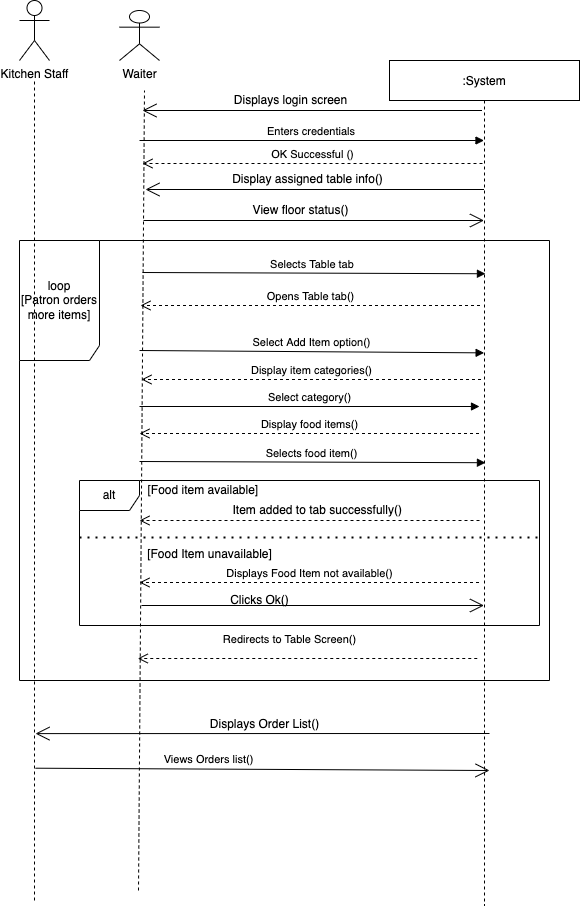 Kitchen Staff
Waiter
:System
Displays login screen
Enters credentials
OK Successful ()
Display assigned table info()
View floor status()
loop
[Patron orders
more items]
Selects Table tab
Opens Table tab()
Select Add Item option()
Display item categories()
Select category()
Display food items()
Selects food item()
alt
[Food item available]
Item added to tab successfully()
[Food Item unavailable]
Displays Food Item not available()
Clicks Ok()
Redirects to Table Screen()
Displays Order List()
Views Orders list()